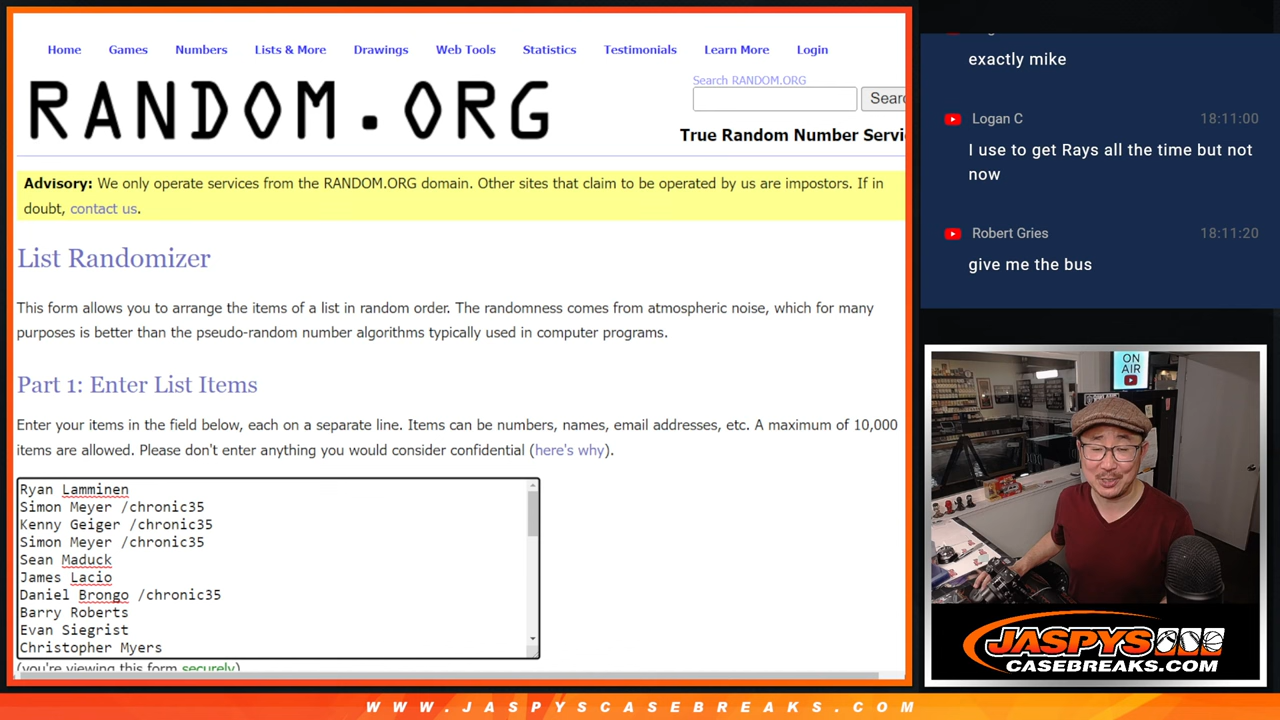 Home Games Numbers Lists & More Drawings Web Tools Statistics Testimonials Learn More Login
RANDOM.ORG
Search RANDOM.ORG
True Random Number Servi
Advisory: We only operate services from the RANDOM.ORG domain. Other sites that claim to be operated by us are impostors. If in
doubt, contact us.
List Randomizer
This form allows you to arrange the items of a list in random order. The randomness comes from atmospheric noise, which for many
purposes is better than the pseudo-random number algorithms typically used in computer programs.
Part 1: Enter List Items
Enter your items in the field below, each on a separate line. Items can be numbers, names, email addresses, etc. A maximum of 10,000
items are allowed. Please don't enter anything you would consider confidential (here's why).
Ryan Lamminen
Simon Meyer /chronic35
Kenny Geiger /chronic35
Simon Meyer /chronic35
Sean Maduck
James Lacio
Daniel Brongo /chronic35
Barry Roberts
Evan Siegrist
Christopher Myers
(you're viewing this form securely)
exactly mike
Logan C 18:11:00
I use to get Rays all the time but not
now
Robert Gries 18:11:20
give me the bus
ON
AIR
JASPYS
CASEBREAKS.COM
WWW.JASPYSCASEBREAKS.COM